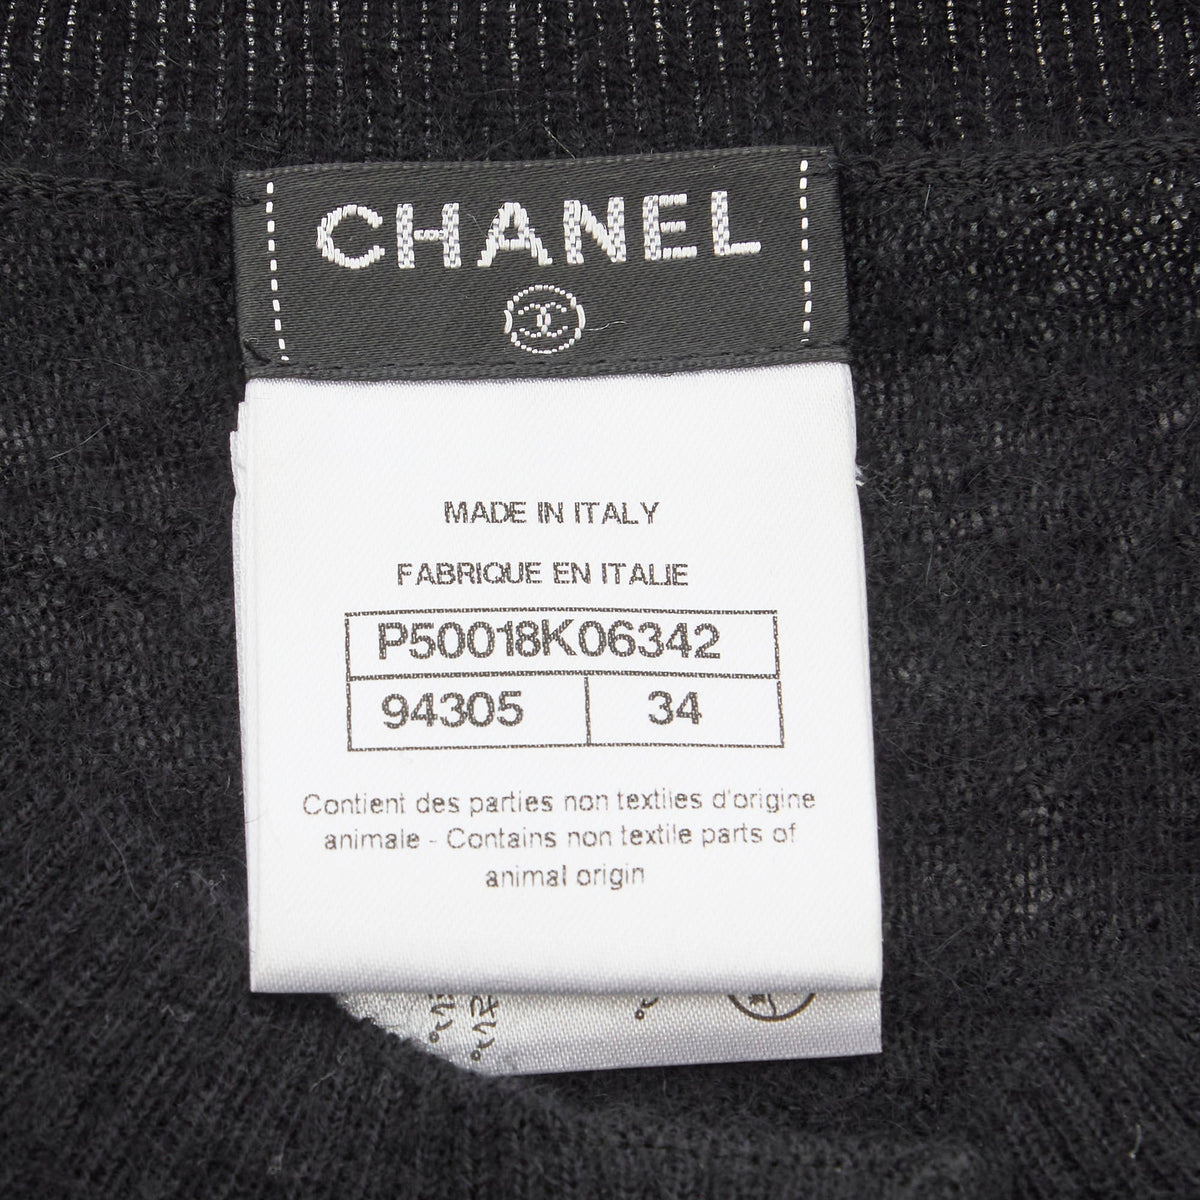 CHANEL
MADE IN ITALY
FABRIQUE EN ITALIE
P50018K06342
94305 34
Contient des parties non textiles d'origine
animale - Contains non textile parts of
animal origin